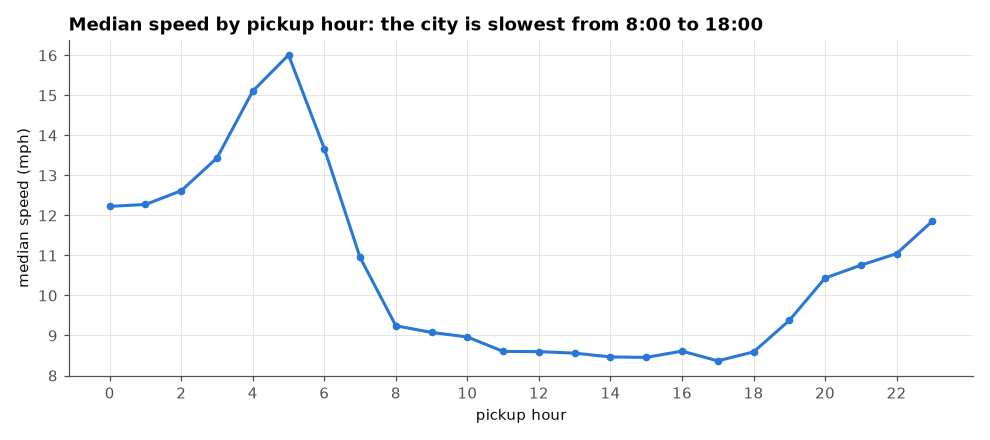 Median speed by pickup hour: the city is slowest from 8:00 to 18:00
16
15
14
13
12
11
10
9
8
median speed (mph)
0 2 4 6 8 10 12 14 16 18 20 22
pickup hour